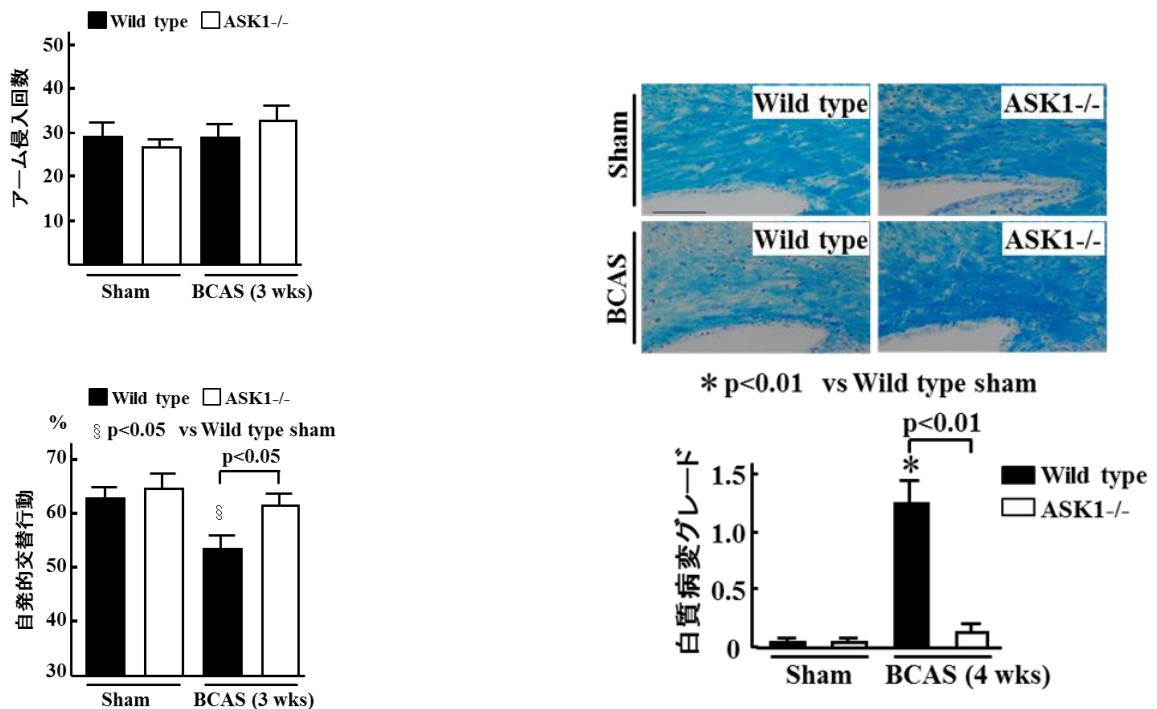 Wild type ASK1-/-
50
40
30
20
10
アーム侵入回数
Sham BCAS (3 wks)
Wild type ASK1-/-
%
§ p<0.05 vs Wild type sham
p<0.05
70
60
50
40
30
§
自発的交替行動
Sham BCAS (3 wks)
Wild type ASK1-/-
Sham
Wild type ASK1-/-
BCAS
* p<0.01 vs Wild type sham
p<0.01
*
Wild type
ASK1-/-
1.5
1.0
0.5
0
白質病変グレード
Sham BCAS (4 wks)